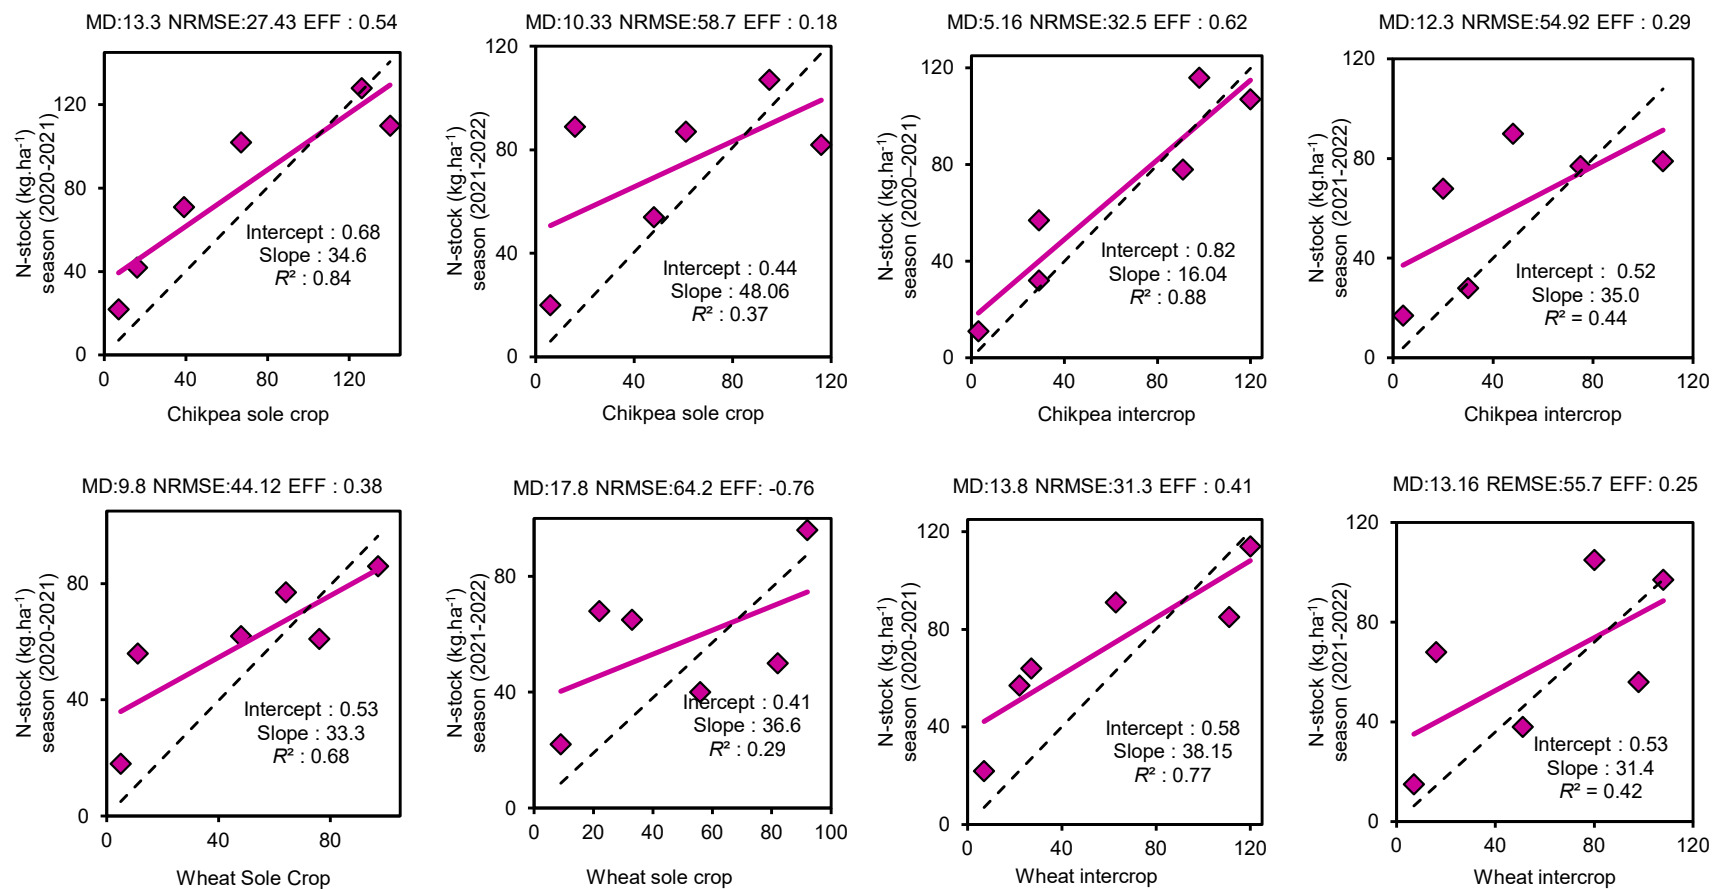 MD:13.3 NRMSE:27.43 EFF : 0.54
N-stock (kg.ha⁻¹)
season (2020-2021)
120
80
40
0
0 40 80 120
Intercept : 0.68
Slope : 34.6
R² : 0.84
Chikpea sole crop
MD:10.33 NRMSE:58.7 EFF : 0.18
N-stock (kg.ha⁻¹)
season (2021-2022)
120
80
40
0
0 40 80 120
Intercept : 0.44
Slope : 48.06
R² : 0.37
Chikpea sole crop
MD:5.16 NRMSE:32.5 EFF : 0.62
N-stock (kg.ha⁻¹)
season (2020–2021)
120
80
40
0
0 40 80 120
Intercept : 0.82
Slope : 16.04
R² : 0.88
Chikpea intercrop
MD:12.3 NRMSE:54.92 EFF : 0.29
N-stock (kg.ha⁻¹)
season (2021-2022)
120
80
40
0
0 40 80 120
Intercept : 0.52
Slope : 35.0
R² = 0.44
Chikpea intercrop
MD:9.8 NRMSE:44.12 EFF : 0.38
N-stock (kg.ha⁻¹)
season (2020-2021)
80
40
0
0 40 80
Intercept : 0.53
Slope : 33.3
R² : 0.68
Wheat Sole Crop
MD:17.8 NRMSE:64.2 EFF: -0.76
N-stock (kg.ha⁻¹)
season (2021-2022)
80
40
0
0 20 40 60 80 100
Intercept : 0.41
Slope : 36.6
R² : 0.29
Wheat sole crop
MD:13.8 NRMSE:31.3 EFF : 0.41
N-stock (kg.ha⁻¹)
season (2020-2021)
120
80
40
0
0 40 80 120
Intercept : 0.58
Slope : 38.15
R² : 0.77
Wheat intercrop
MD:13.16 REMSE:55.7 EF: 0.25
N-stock (kg.ha⁻¹)
season (2021-2022)
120
80
40
0
0 40 80 120
Intercept : 0.53
Slope : 31.4
R² = 0.42
Wheat intercrop